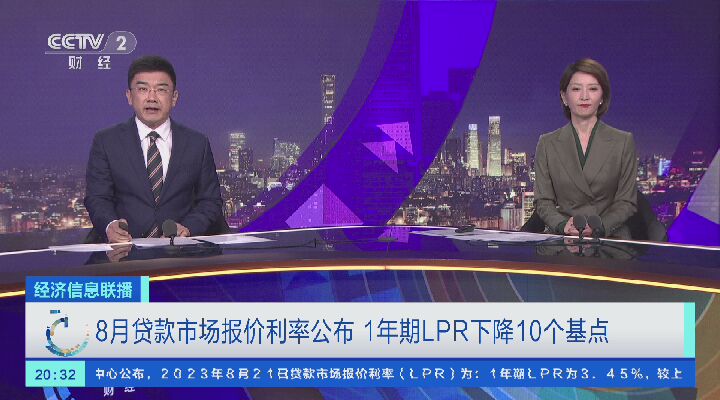 CCTV 2
财经
经济信息联播
8月贷款市场报价利率公布 1年期LPR下降10个基点
20:32 中心公布，2023年8月21日贷款市场报价利率（LPR）为：1年期LPR为3．45%，较上
财经